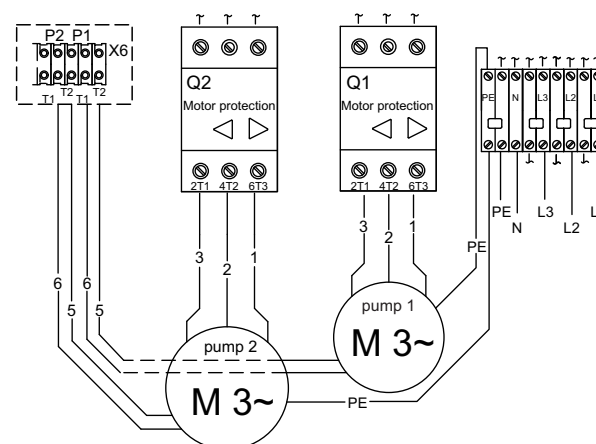 P2 P1
X6
T1 T2 T1 T2
Q2
Motor protection
2T1 4T2 6T3
Q1
Motor protection
2T1 4T2 6T3
PE N L3 L2 L
PE N L3 L2 L
3 2 1
3 2 1
6 5 6 5
PE
pump 1
M 3~
pump 2
M 3~
PE